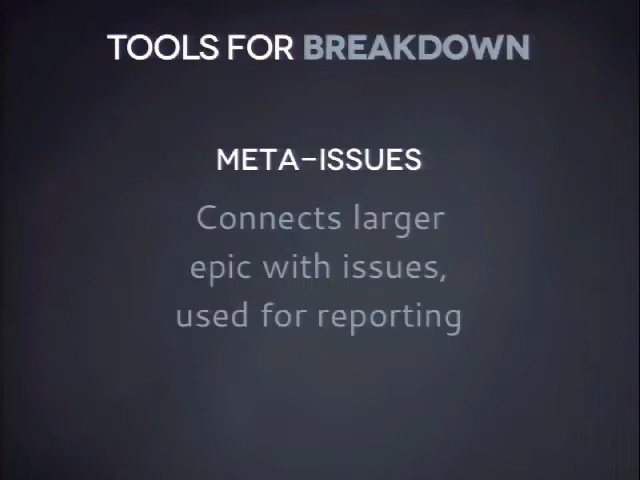 TOOLS FOR BREAKDOWN
META-ISSUES
Connects larger
epic with issues,
used for reporting